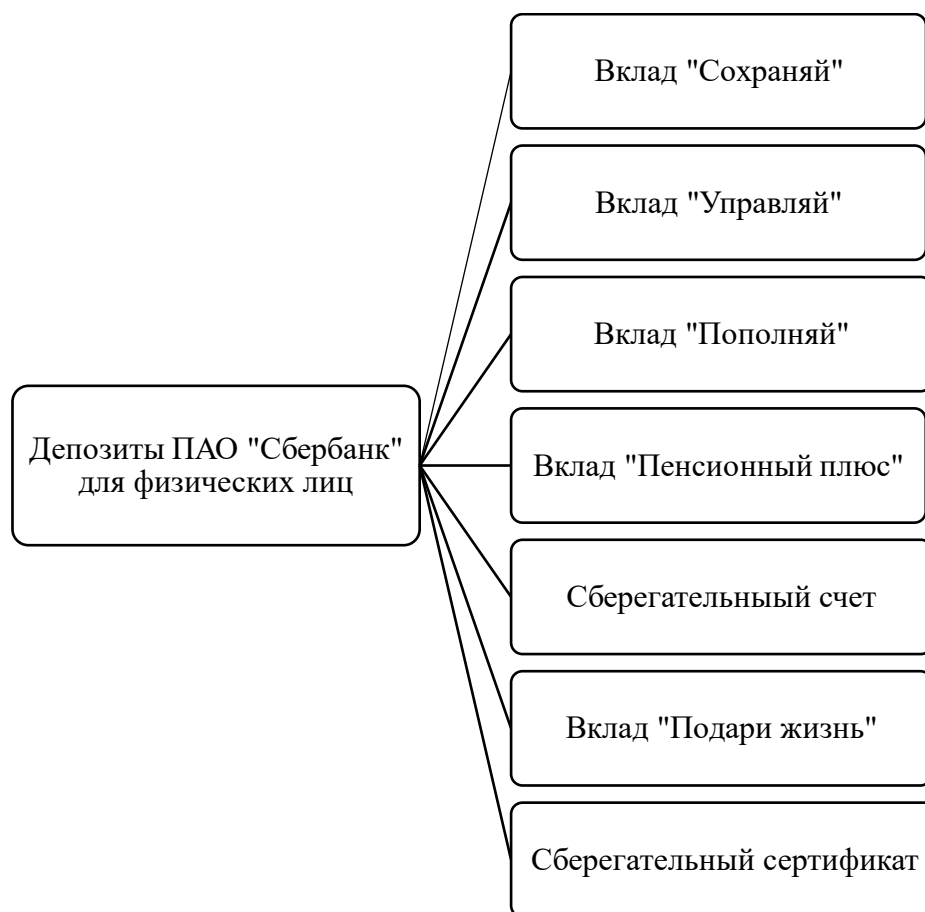 Вклад "Сохраняй"
Вклад "Управляй"
Вклад "Пополняй"
Депозиты ПАО "Сбербанк"
для физических лиц
Вклад "Пенсионный плюс"
Сберегательныый счет
Вклад "Подари жизнь"
Сберегательный сертификат